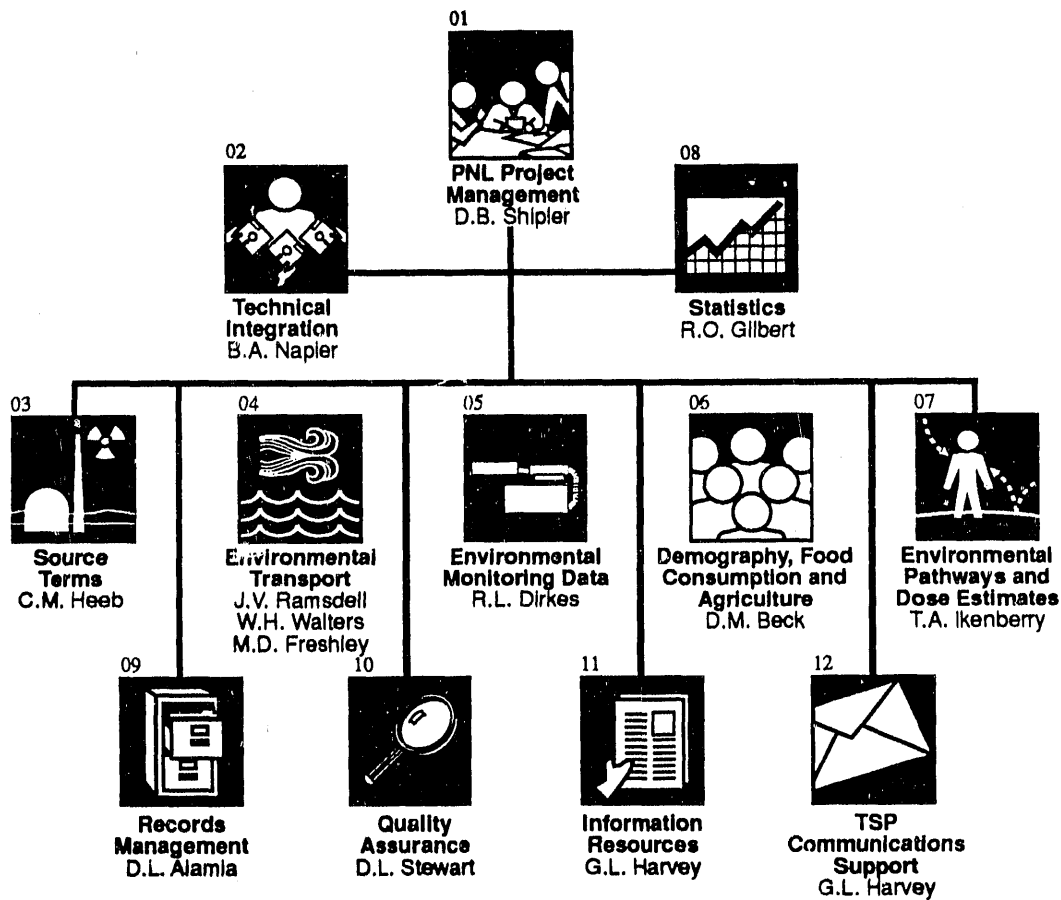 01
PNL Project
Management
D.B. Shipler
02
Technical
Integration
B.A. Napier
08
Statistics
R.O. Gilbert
03
Source
Terms
C.M. Heeb
04
Environmental
Transport
J.V. Ramsdell
W.H. Walters
M.D. Freshley
05
Environmental
Monitoring Data
R.L. Dirkes
06
Demography, Food
Consumption and
Agriculture
D.M. Beck
07
Environmental
Pathways and
Dose Estimates
T.A. Ikenberry
09
Records
Management
D.L. Alamia
10
Quality
Assurance
D.L. Stewart
11
Information
Resources
G.L. Harvey
12
TSP
Communications
Support
G.L. Harvey